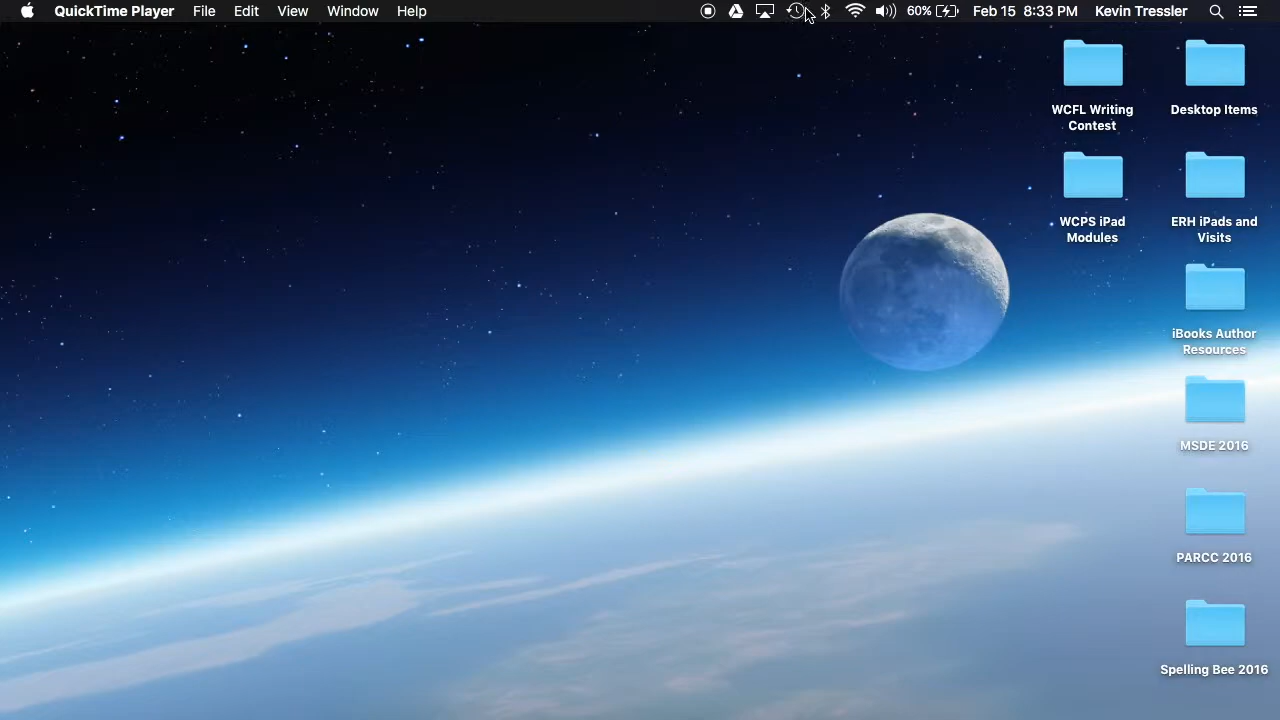 QuickTime Player File Edit View Window Help 60% Feb 15 8:33 PM Kevin Tressler
WCFL Writing
Contest
Desktop Items
WCPS iPad
Modules
ERH iPads and
Visits
iBooks Author
Resources
MSDE 2016
PARCC 2016
Spelling Bee 2016